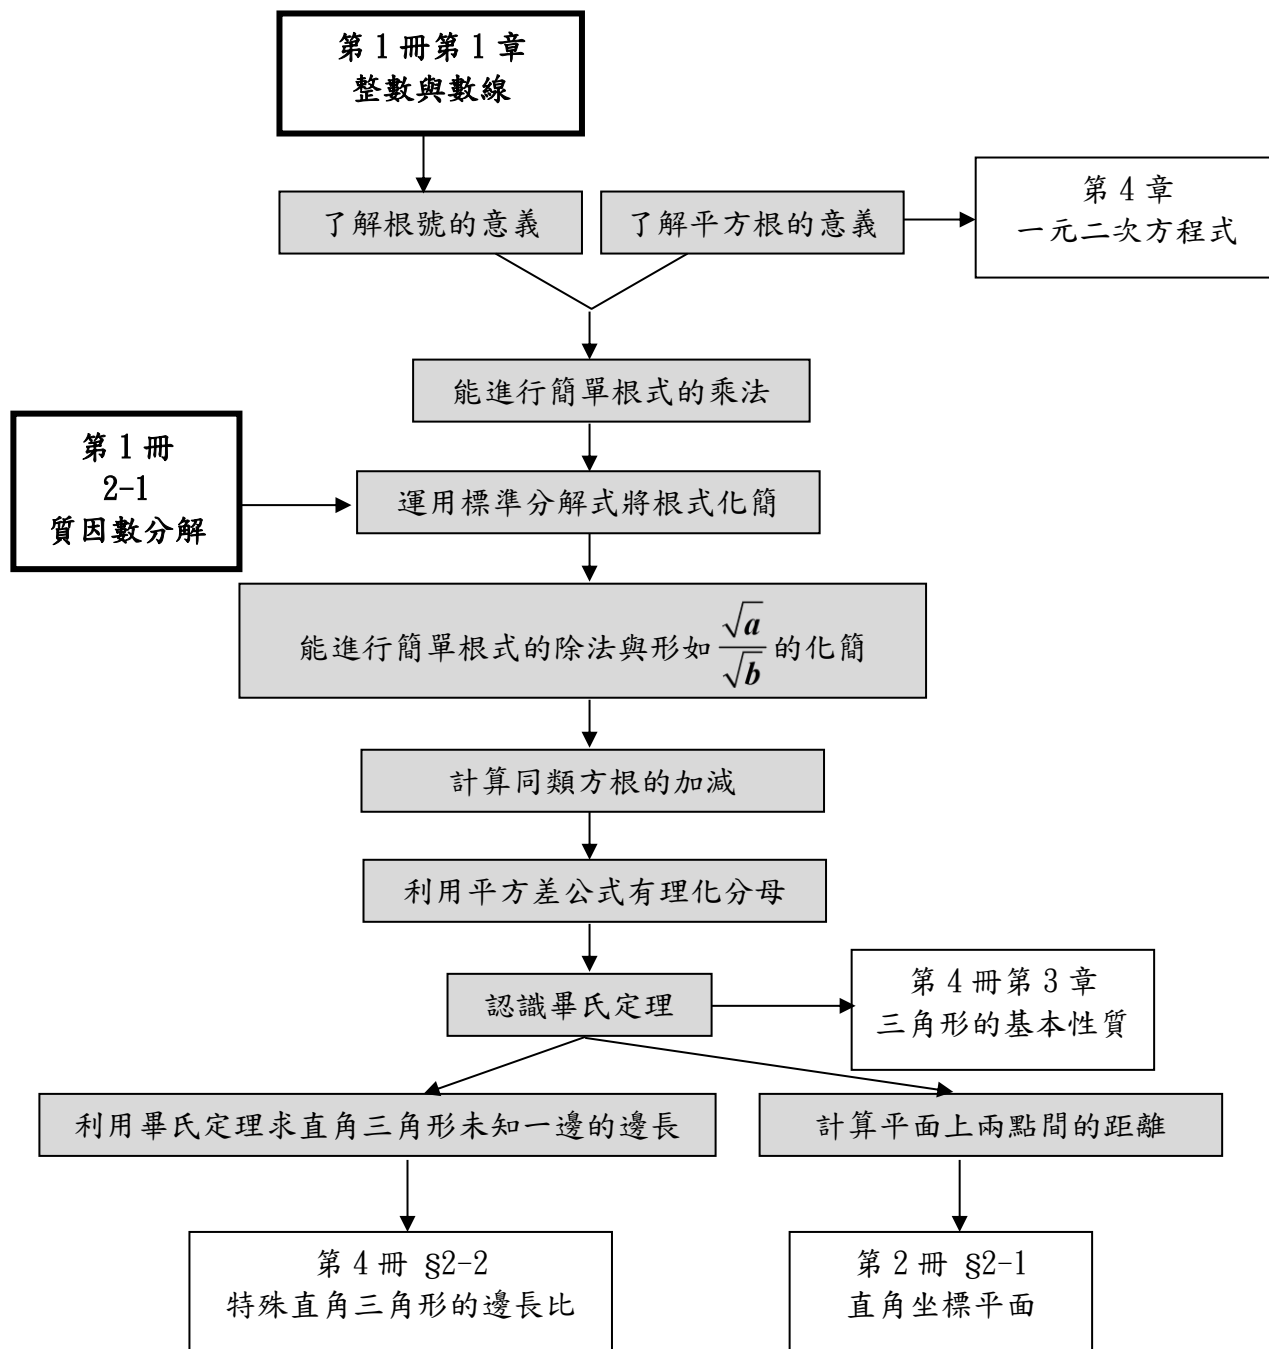 第 1 冊第 1 章
整數與數線
了解根號的意義
了解平方根的意義
第 4 章
一元二次方程式
能進行簡單根式的乘法
第 1 冊
2-1
質因數分解
運用標準分解式將根式化簡
能進行簡單根式的除法與形如 √a/√b 的化簡
計算同類方根的加減
利用平方差公式有理化分母
認識畢氏定理
第 4 冊第 3 章
三角形的基本性質
利用畢氏定理求直角三角形未知一邊的邊長
計算平面上兩點間的距離
第 4 冊 §2-2
特殊直角三角形的邊長比
第 2 冊 §2-1
直角坐標平面